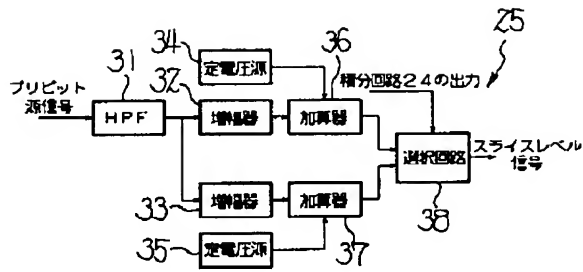 34
36
25
31
定電圧源
積分回路24の出力
プリピット
源信号
32
HPF
増幅器
加算器
選択回路
スライスレベル
信号
増幅器
加算器
38
33
35
定電圧源
37